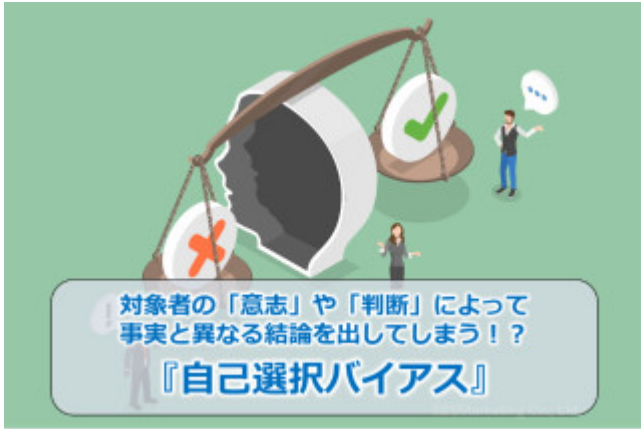 対象者の「意志」や「判断」によって
事実と異なる結論を出してしまう！？
『自己選択バイアス』